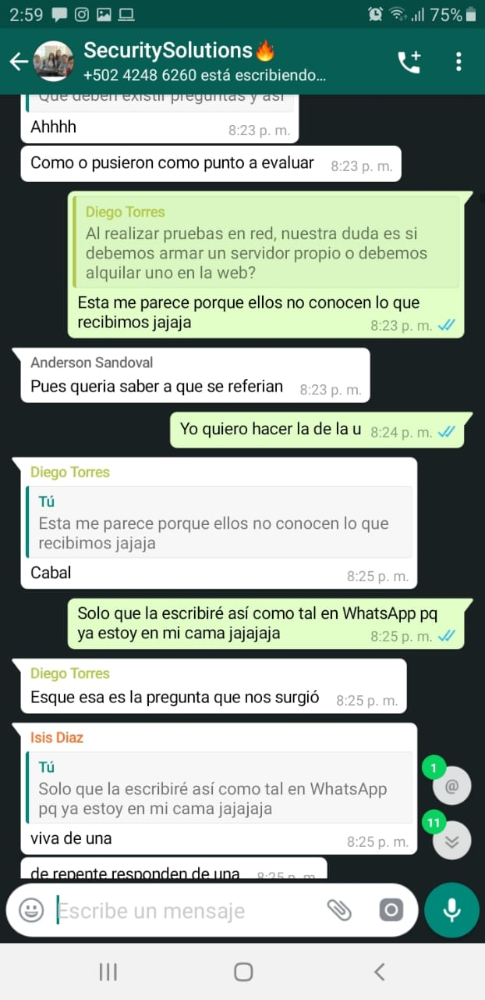 2:59
75%
SecuritySolutions🔥
+502 4248 6260 está escribiendo...
Que deben existir preguntas y así
Ahhhh
8:23 p. m.
Como o pusieron como punto a evaluar 8:23 p. m.
Diego Torres
Al realizar pruebas en red, nuestra duda es si
debemos armar un servidor propio o debemos
alquilar uno en la web?
Esta me parece porque ellos no conocen lo que
recibimos jajaja 8:23 p. m.
Anderson Sandoval
Pues queria saber a que se referian 8:23 p. m.
Yo quiero hacer la de la u 8:24 p. m.
Diego Torres
Tú
Esta me parece porque ellos no conocen lo que
recibimos jajaja
Cabal
8:25 p. m.
Solo que la escribiré así como tal en WhatsApp pq
ya estoy en mi cama jajajaja 8:25 p. m.
Diego Torres
Esque esa es la pregunta que nos surgió 8:25 p. m.
Isis Diaz
Tú
Solo que la escribiré así como tal en WhatsApp
pq ya estoy en mi cama jajajaja
viva de una
8:25 p. m.
1
@
11
de repente responden de una 8:25 p. m.
Escribe un mensaje